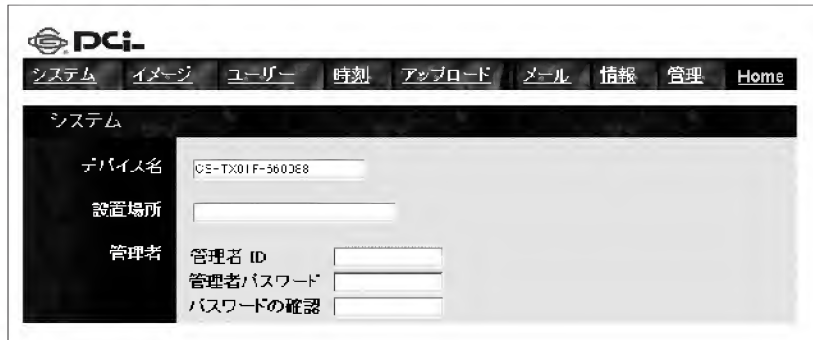 PCi
システム イメージ ユーザー 時刻 アップロード メール 情報 管理 Home
システム
デバイス名
設置場所
管理者 管理者 ID
管理者パスワード
パスワードの確認